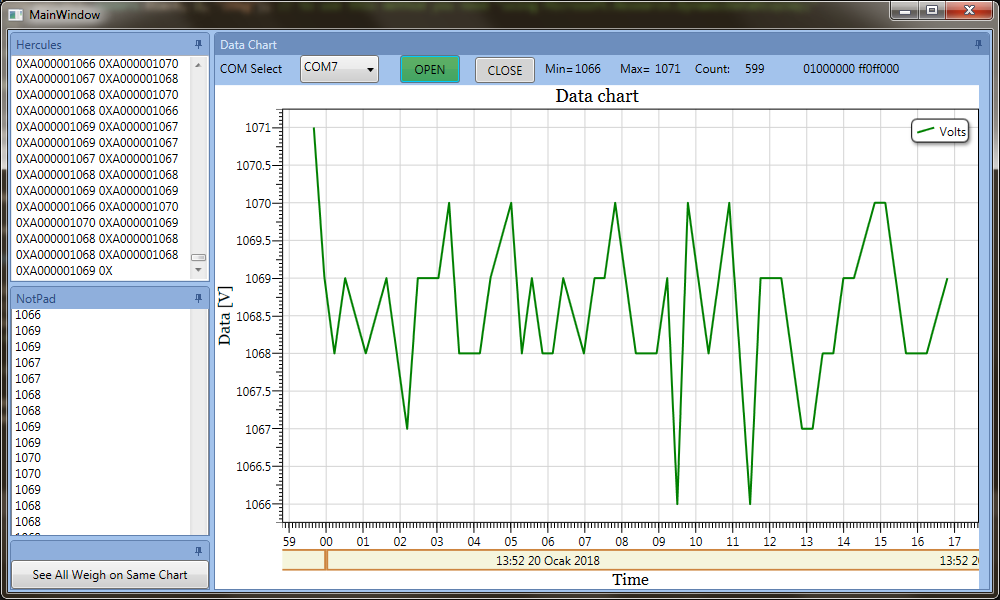 MainWindow
Hercules
0XA000001066 0XA000001070
0XA000001067 0XA000001068
0XA000001068 0XA000001070
0XA000001068 0XA000001066
0XA000001069 0XA000001067
0XA000001069 0XA000001067
0XA000001067 0XA000001067
0XA000001068 0XA000001068
0XA000001069 0XA000001069
0XA000001066 0XA000001070
0XA000001070 0XA000001069
0XA000001068 0XA000001068
0XA000001068 0XA000001068
0XA000001069 0X
NotPad
1066
1069
1069
1067
1067
1068
1068
1069
1069
1070
1070
1069
1068
1068
See All Weigh on Same Chart
Data Chart
COM Select COM7 OPEN CLOSE Min= 1066 Max= 1071 Count: 599 01000000 ff0ff000
Data chart
Volts
Data [V]
1071
1070.5
1070
1069.5
1069
1068.5
1068
1067.5
1067
1066.5
1066
59 00 01 02 03 04 05 06 07 08 09 10 11 12 13 14 15 16 17
13:52 20 Ocak 2018 13:52 20
Time